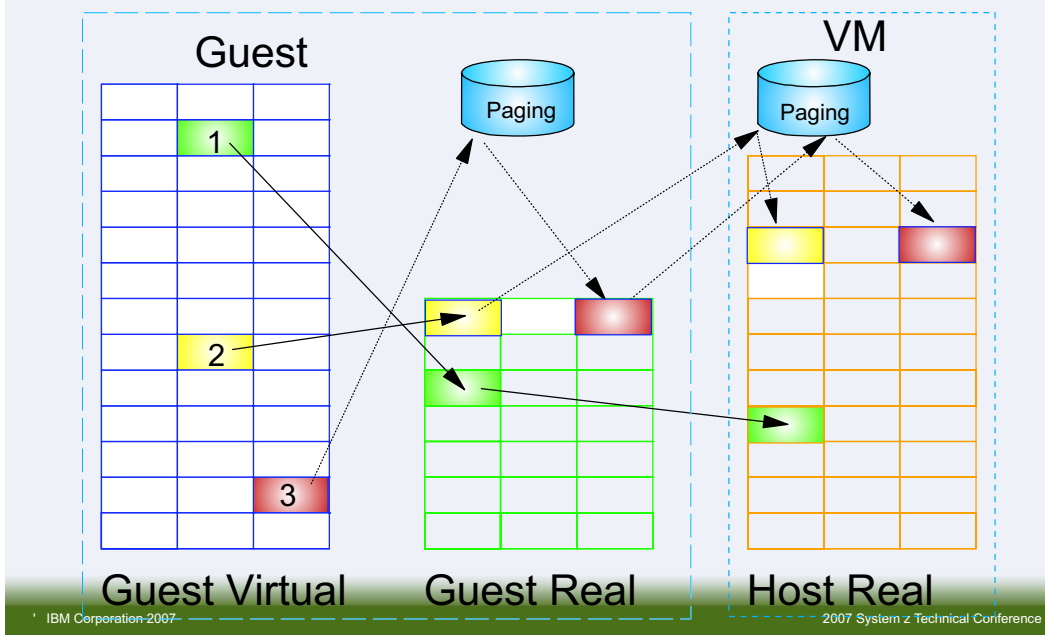 Guest
VM
Paging
Paging
1
2
3
Guest Virtual
Guest Real
Host Real
' IBM Corporation 2007
2007 System z Technical Conference